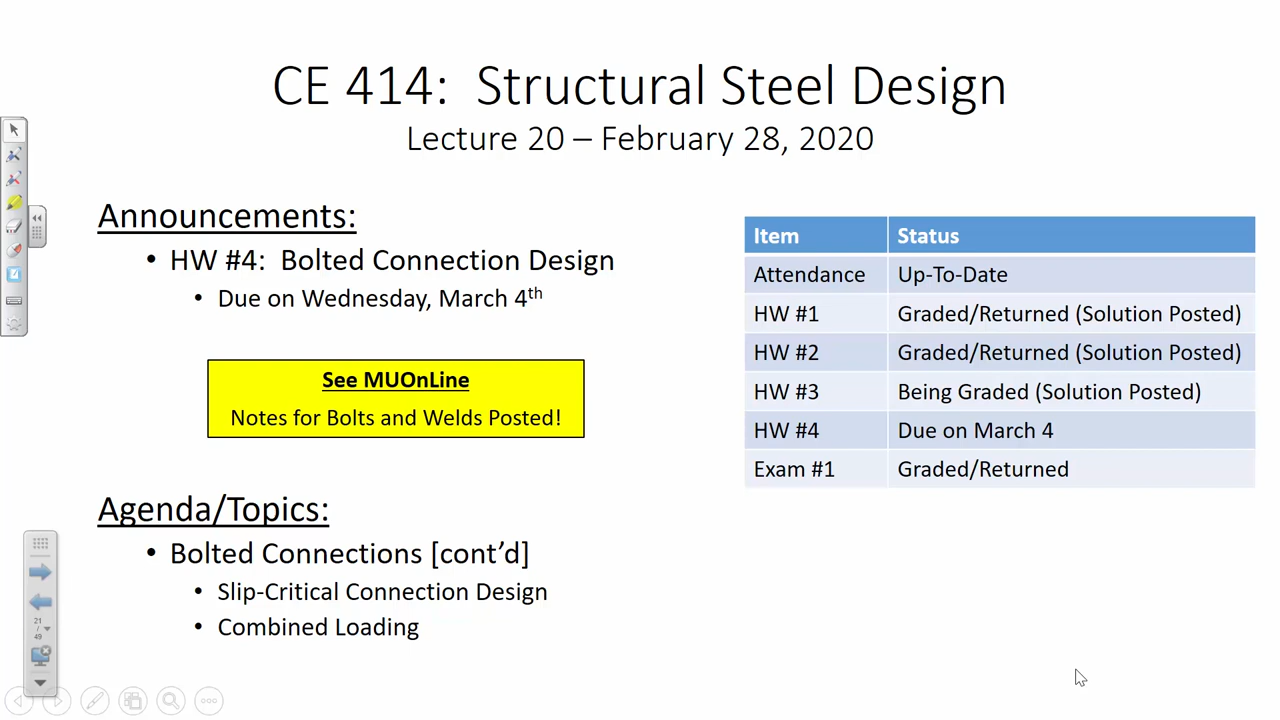 CE 414: Structural Steel Design
Lecture 20 – February 28, 2020
Announcements:
• HW #4: Bolted Connection Design
• Due on Wednesday, March 4th
See MUOnLine
Notes for Bolts and Welds Posted!
Agenda/Topics:
• Bolted Connections [cont’d]
• Slip-Critical Connection Design
• Combined Loading
Item Status
Attendance Up-To-Date
HW #1 Graded/Returned (Solution Posted)
HW #2 Graded/Returned (Solution Posted)
HW #3 Being Graded (Solution Posted)
HW #4 Due on March 4
Exam #1 Graded/Returned
21
/
49